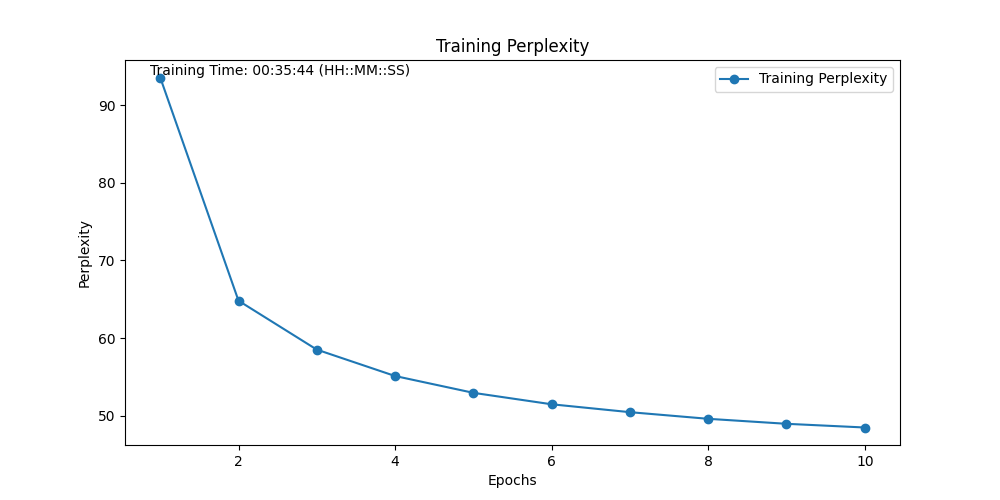 Training Perplexity
Training Time: 00:35:44 (HH::MM::SS)
Training Perplexity
Perplexity
90
80
70
60
50
2 4 6 8 10
Epochs